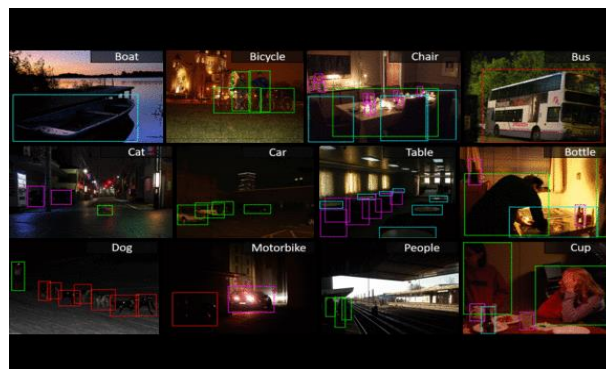 Boat
Bicycle
Chair
Bus
Cat
Car
Table
Bottle
Dog
Motorbike
People
Cup